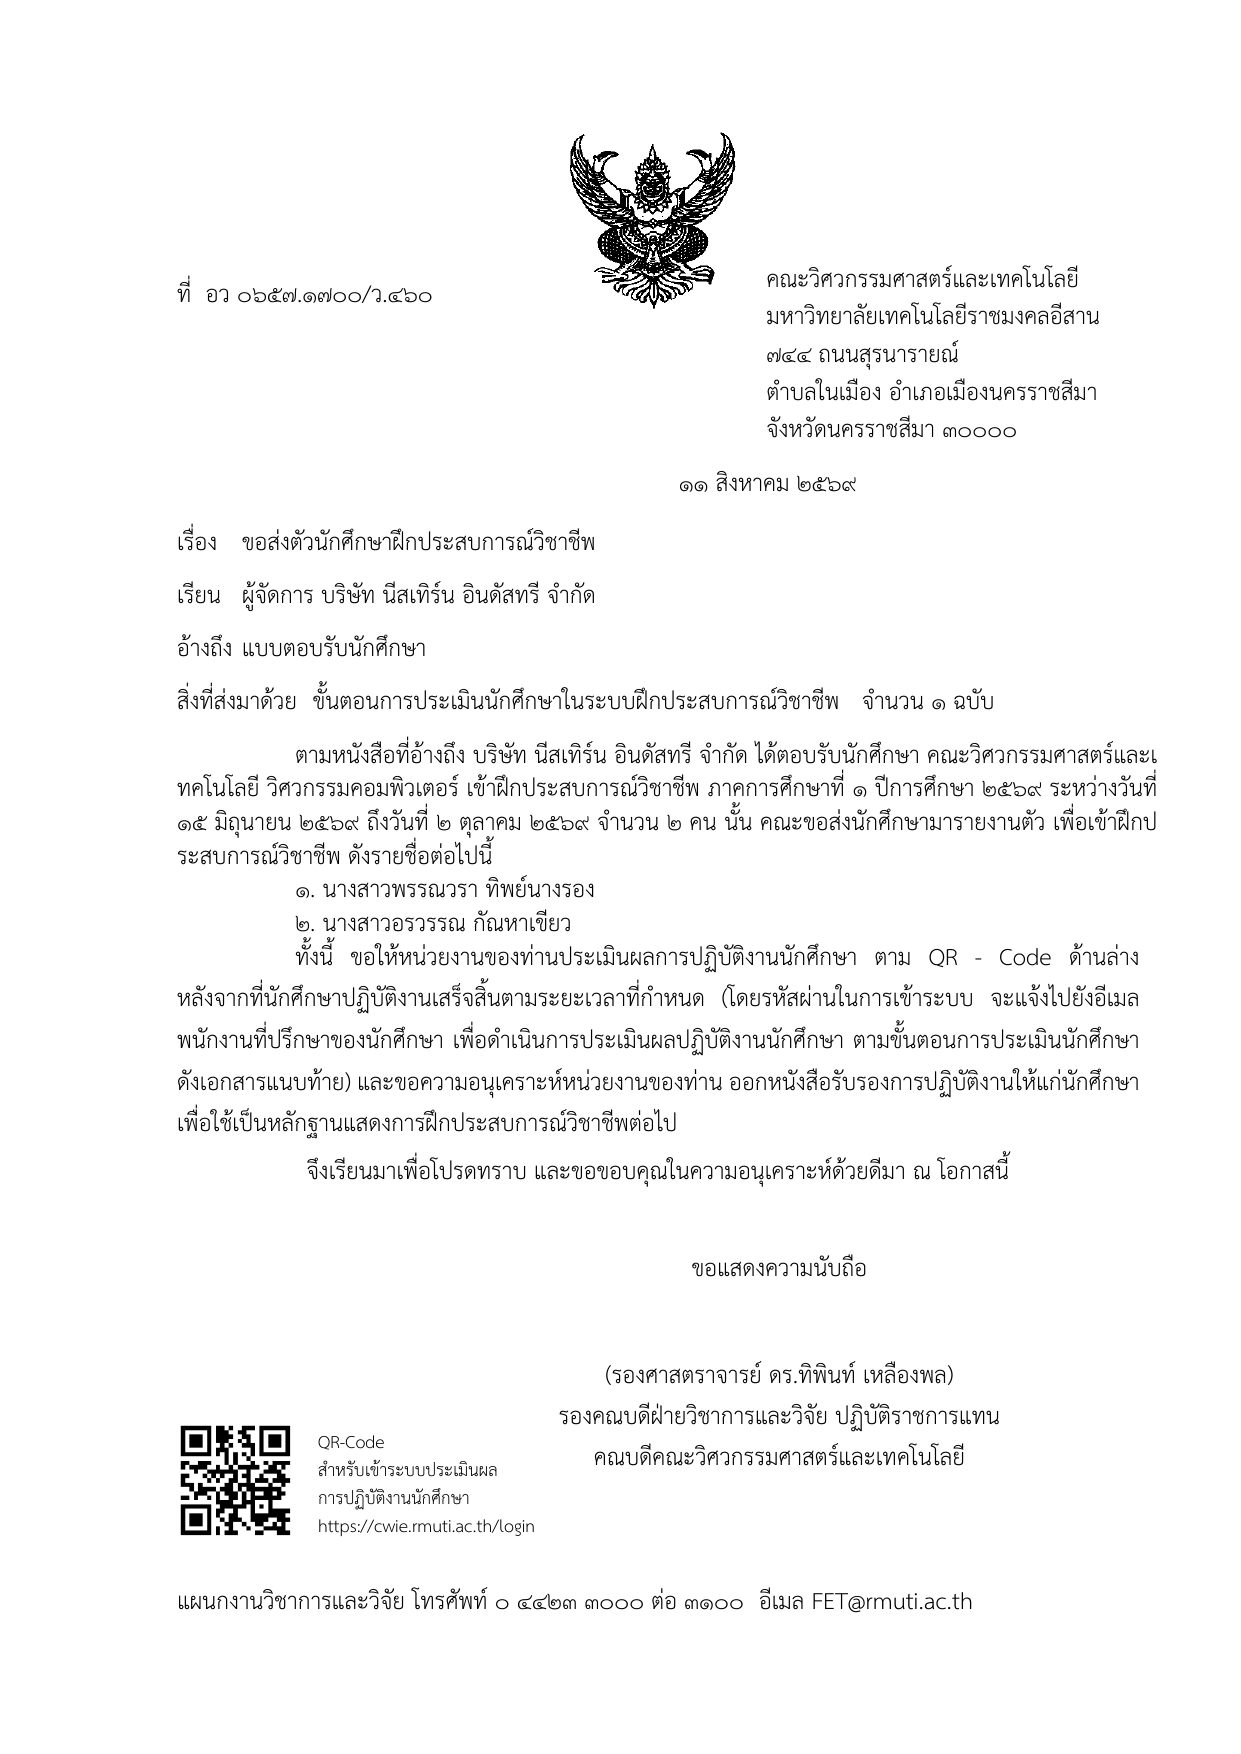 ที่ อว ๐๖๕๗.๑๗๐๐/ว.๔๖๐
คณะวิศวกรรมศาสตร์และเทคโนโลยี
มหาวิทยาลัยเทคโนโลยีราชมงคลอีสาน
๗๔๔ ถนนสุรนารายณ์
ตำบลในเมือง อำเภอเมืองนครราชสีมา
จังหวัดนครราชสีมา ๓๐๐๐๐
๑๑ สิงหาคม ๒๕๖๙
เรื่อง ขอส่งตัวนักศึกษาฝึกประสบการณ์วิชาชีพ
เรียน ผู้จัดการ บริษัท นีสเทิร์น อินดัสทรี จำกัด
อ้างถึง แบบตอบรับนักศึกษา
สิ่งที่ส่งมาด้วย ขั้นตอนการประเมินนักศึกษาในระบบฝึกประสบการณ์วิชาชีพ จำนวน ๑ ฉบับ
ตามหนังสือที่อ้างถึง บริษัท นีสเทิร์น อินดัสทรี จำกัด ได้ตอบรับนักศึกษา คณะวิศวกรรมศาสตร์และเ
ทคโนโลยี วิศวกรรมคอมพิวเตอร์ เข้าฝึกประสบการณ์วิชาชีพ ภาคการศึกษาที่ ๑ ปีการศึกษา ๒๕๖๙ ระหว่างวันที่
๑๕ มิถุนายน ๒๕๖๙ ถึงวันที่ ๒ ตุลาคม ๒๕๖๙ จำนวน ๒ คน นั้น คณะขอส่งนักศึกษามารายงานตัว เพื่อเข้าฝึกป
ระสบการณ์วิชาชีพ ดังรายชื่อต่อไปนี้
๑. นางสาวพรรณวรา ทิพย์นางรอง
๒. นางสาวอรวรรณ กัณหาเขียว
ทั้งนี้ ขอให้หน่วยงานของท่านประเมินผลการปฏิบัติงานนักศึกษา ตาม QR - Code ด้านล่าง
หลังจากที่นักศึกษาปฏิบัติงานเสร็จสิ้นตามระยะเวลาที่กำหนด (โดยรหัสผ่านในการเข้าระบบ จะแจ้งไปยังอีเมล
พนักงานที่ปรึกษาของนักศึกษา เพื่อดำเนินการประเมินผลปฏิบัติงานนักศึกษา ตามขั้นตอนการประเมินนักศึกษา
ดังเอกสารแนบท้าย) และขอความอนุเคราะห์หน่วยงานของท่าน ออกหนังสือรับรองการปฏิบัติงานให้แก่นักศึกษา
เพื่อใช้เป็นหลักฐานแสดงการฝึกประสบการณ์วิชาชีพต่อไป
จึงเรียนมาเพื่อโปรดทราบ และขอขอบคุณในความอนุเคราะห์ด้วยดีมา ณ โอกาสนี้
ขอแสดงความนับถือ
(รองศาสตราจารย์ ดร.ทิพินท์ เหลืองพล)
รองคณบดีฝ่ายวิชาการและวิจัย ปฏิบัติราชการแทน
คณบดีคณะวิศวกรรมศาสตร์และเทคโนโลยี
QR-Code
สำหรับเข้าระบบประเมินผล
การปฏิบัติงานนักศึกษา
https://cwie.rmuti.ac.th/login
แผนกงานวิชาการและวิจัย โทรศัพท์ ๐ ๔๔๒๓ ๓๐๐๐ ต่อ ๓๑๐๐ อีเมล FET@rmuti.ac.th